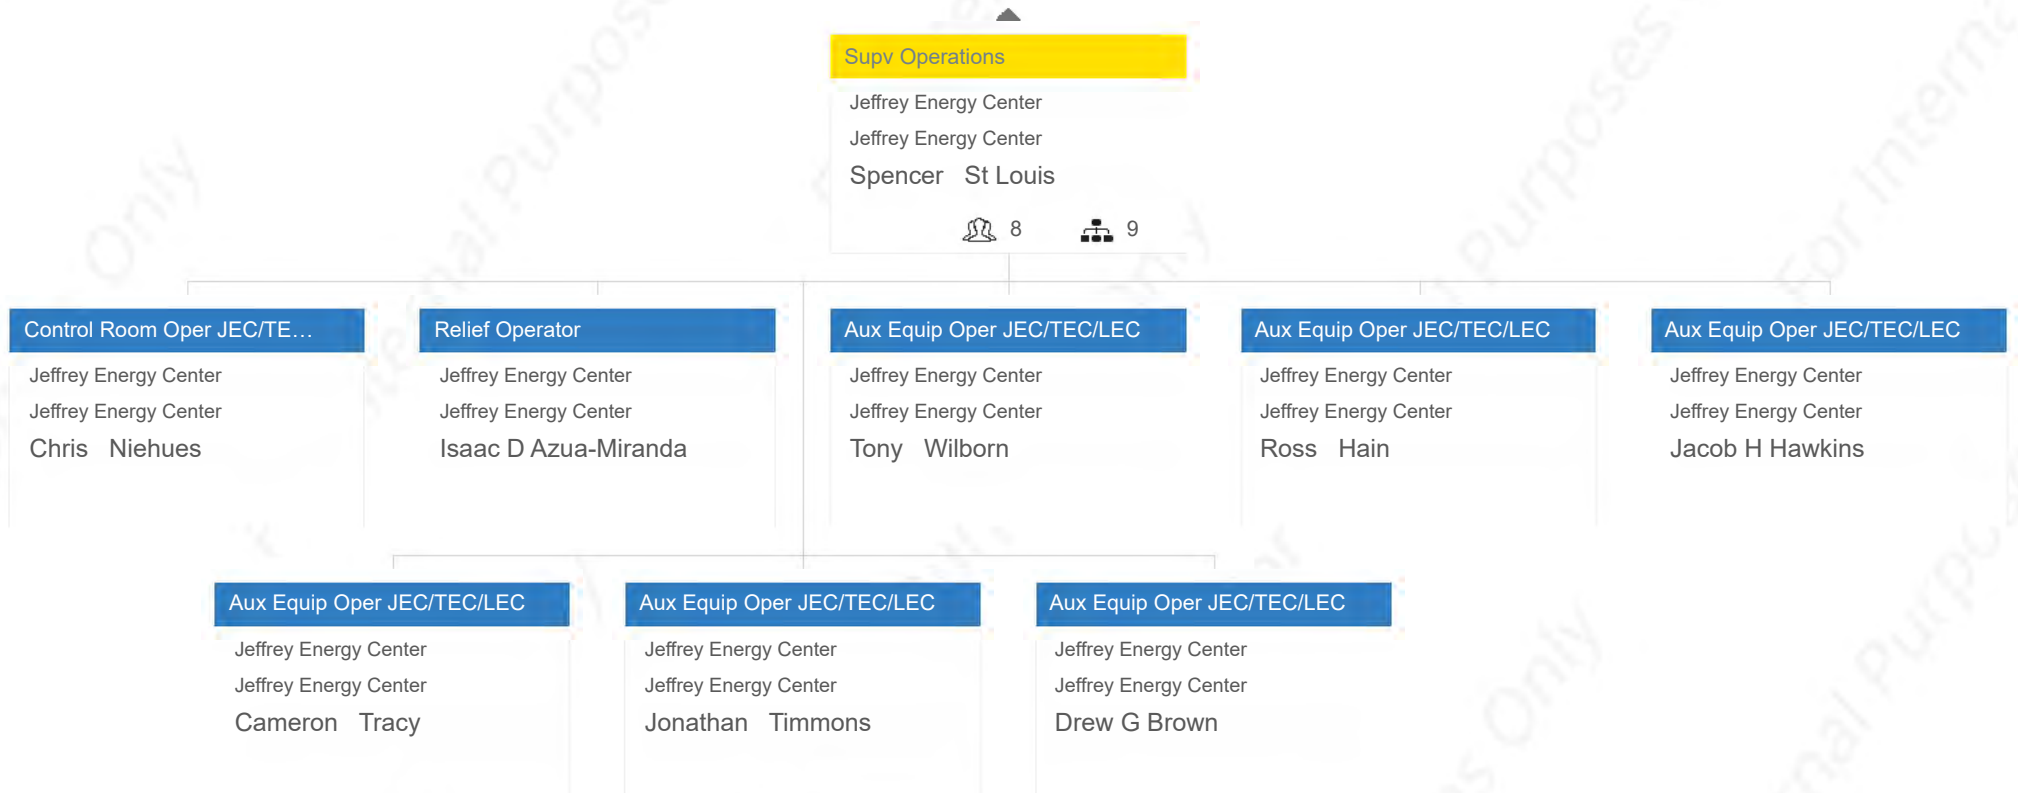 Supv Operations
Jeffrey Energy Center
Jeffrey Energy Center
Spencer St Louis
8 9
Control Room Oper JEC/TE...
Jeffrey Energy Center
Jeffrey Energy Center
Chris Niehues
Relief Operator
Jeffrey Energy Center
Jeffrey Energy Center
Isaac D Azua-Miranda
Aux Equip Oper JEC/TEC/LEC
Jeffrey Energy Center
Jeffrey Energy Center
Tony Wilborn
Aux Equip Oper JEC/TEC/LEC
Jeffrey Energy Center
Jeffrey Energy Center
Ross Hain
Aux Equip Oper JEC/TEC/LEC
Jeffrey Energy Center
Jeffrey Energy Center
Jacob H Hawkins
Aux Equip Oper JEC/TEC/LEC
Jeffrey Energy Center
Jeffrey Energy Center
Cameron Tracy
Aux Equip Oper JEC/TEC/LEC
Jeffrey Energy Center
Jeffrey Energy Center
Jonathan Timmons
Aux Equip Oper JEC/TEC/LEC
Jeffrey Energy Center
Jeffrey Energy Center
Drew G Brown